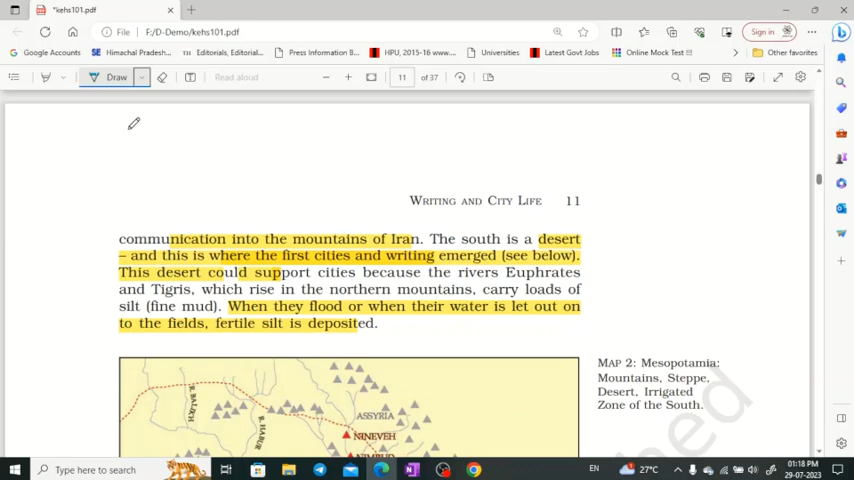 *kehs101.pdf
File
F:/D-Demo/kehs101.pdf
Sign in
Google Accounts
Himachal Pradesh...
Editorials, Editorial...
Press Information B...
HPU, 2015-16 www....
Universities
Latest Govt Jobs
Online Mock Test !!!
Other favorites
Draw
Read aloud
11
of 37
WRITING AND CITY LIFE 11
communication into the mountains of Iran. The south is a desert
– and this is where the first cities and writing emerged (see below).
This desert could support cities because the rivers Euphrates
and Tigris, which rise in the northern mountains, carry loads of
silt (fine mud). When they flood or when their water is let out on
to the fields, fertile silt is deposited.
MAP 2: Mesopotamia:
Mountains, Steppe,
Desert, Irrigated
Zone of the South.
R. BALIKH
R. HABUR
ASSYRIA
NINEVEH
NIMRUD
shed
Type here to search
EN
27°C
01:18 PM
29-07-2023